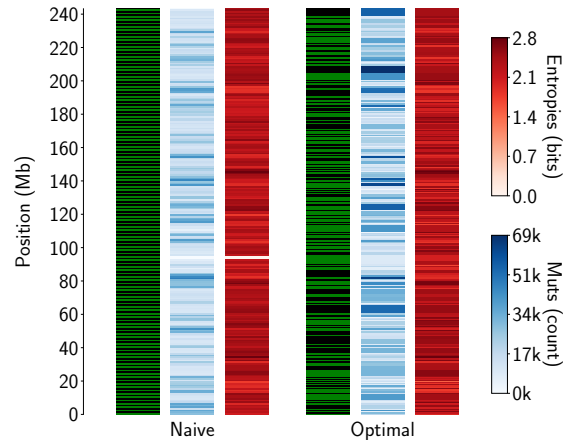 240
220
200
180
160
140
120
100
80
60
40
20
0
Position (Mb)
Naive
Optimal
2.8
2.1
1.4
0.7
0.0
Entropies (bits)
69k
51k
34k
17k
0k
Muts (count)